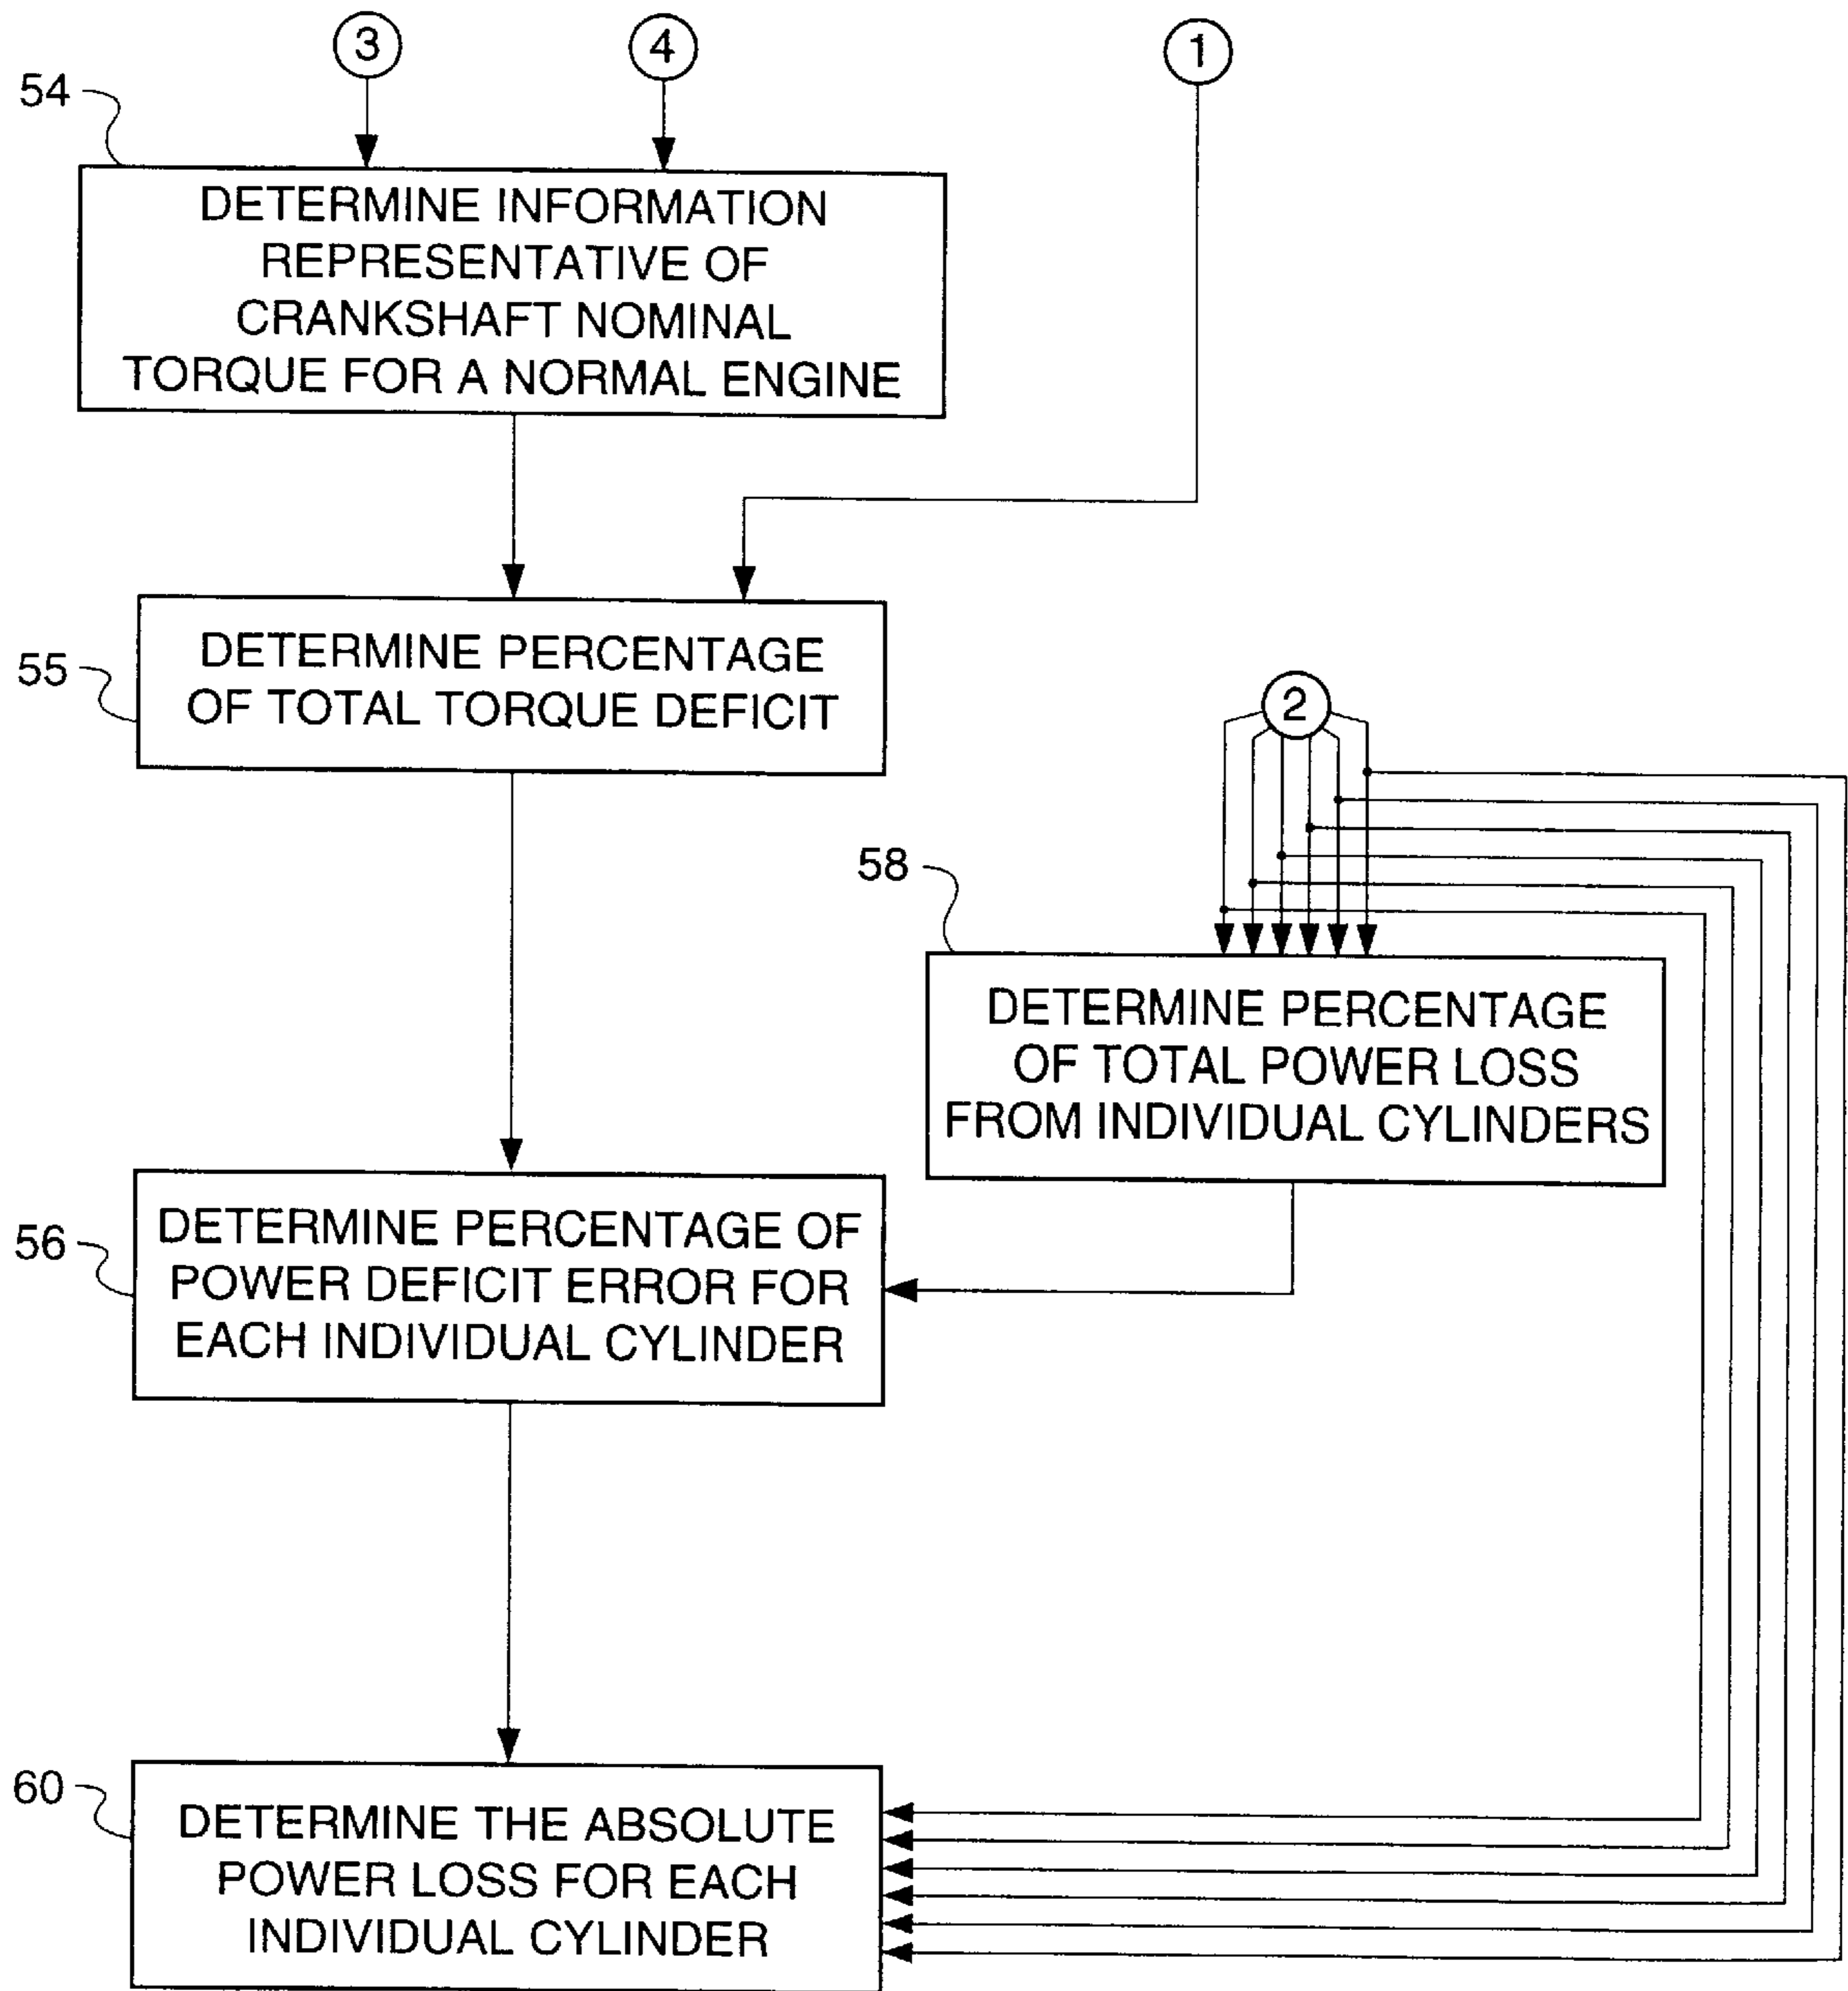 3
4
1
54
DETERMINE INFORMATION
REPRESENTATIVE OF
CRANKSHAFT NOMINAL
TORQUE FOR A NORMAL ENGINE
55
DETERMINE PERCENTAGE
OF TOTAL TORQUE DEFICIT
2
58
DETERMINE PERCENTAGE
OF TOTAL POWER LOSS
FROM INDIVIDUAL CYLINDERS
56
DETERMINE PERCENTAGE OF
POWER DEFICIT ERROR FOR
EACH INDIVIDUAL CYLINDER
60
DETERMINE THE ABSOLUTE
POWER LOSS FOR EACH
INDIVIDUAL CYLINDER